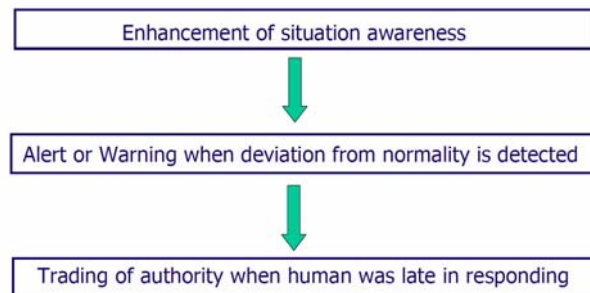 Enhancement of situation awareness
Alert or Warning when deviation from normality is detected
Trading of authority when human was late in responding